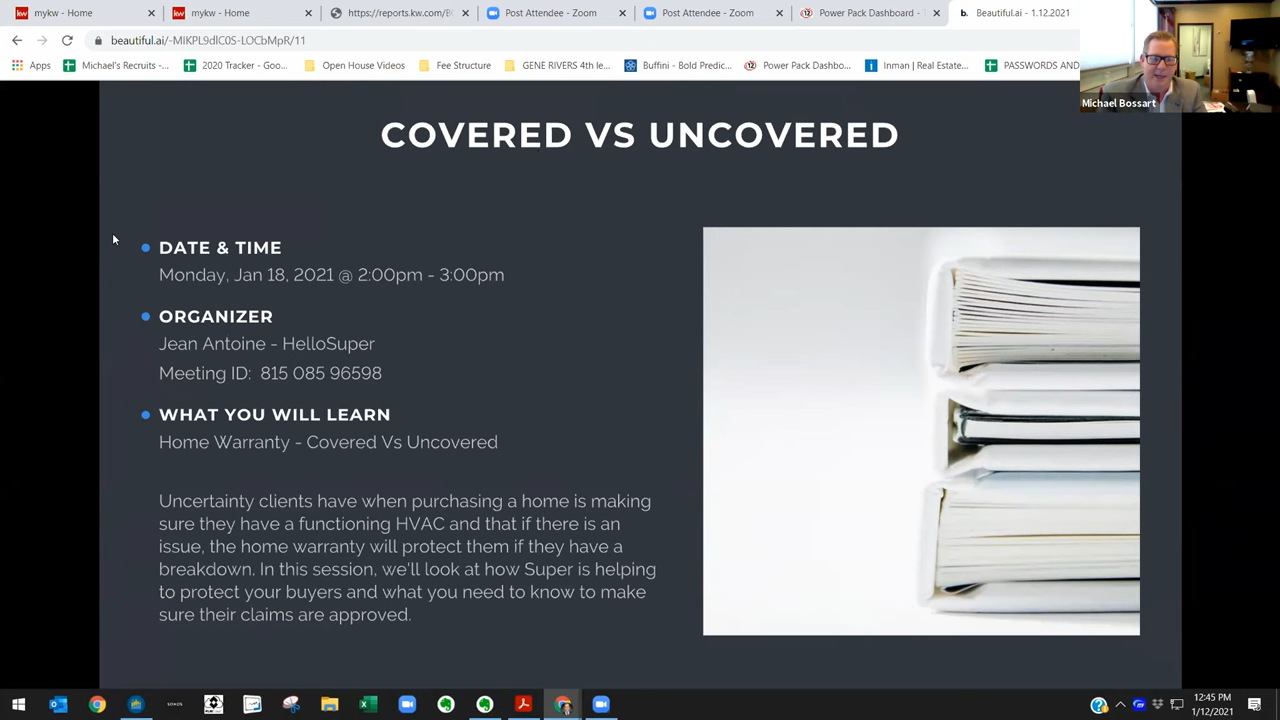 kw mykw - Home
kw mykw - Home
https://reports.kw.com/B
Post Attendee - Zoom
Post Attendee - Zoom
Power Pack Dashboard -
b. Beautiful.ai - 1.12.2021
beautiful.ai/-MIKPL9dlC0S-LOCbMpR/11
Apps
Michael's Recruits -...
2020 Tracker - Goo...
Open House Videos
Fee Structure
GENE RIVERS 4th le...
Buffini - Bold Predic...
Power Pack Dashbo...
Inman | Real Estate...
PASSWORDS AND
Michael Bossart
COVERED VS UNCOVERED
DATE & TIME
Monday, Jan 18, 2021 @ 2:00pm - 3:00pm
ORGANIZER
Jean Antoine - HelloSuper
Meeting ID: 815 085 96598
WHAT YOU WILL LEARN
Home Warranty - Covered Vs Uncovered
Uncertainty clients have when purchasing a home is making
sure they have a functioning HVAC and that if there is an
issue, the home warranty will protect them if they have a
breakdown. In this session, we'll look at how Super is helping
to protect your buyers and what you need to know to make
sure their claims are approved.
SONOS
12:45 PM
1/12/2021